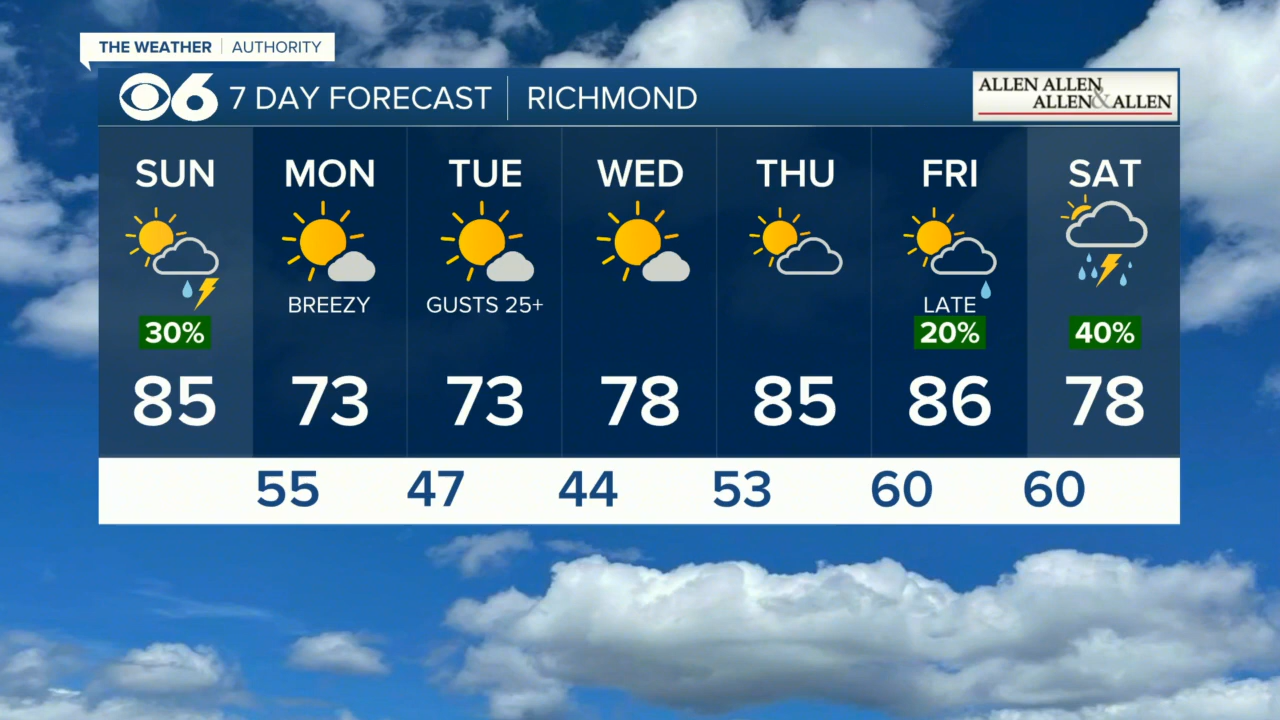 THE WEATHER | AUTHORITY
6 7 DAY FORECAST | RICHMOND
ALLEN ALLEN
ALLEN & ALLEN
SUN MON TUE WED THU FRI SAT
BREEZY GUSTS 25+ LATE
30% 20% 40%
85 73 73 78 85 86 78
55 47 44 53 60 60